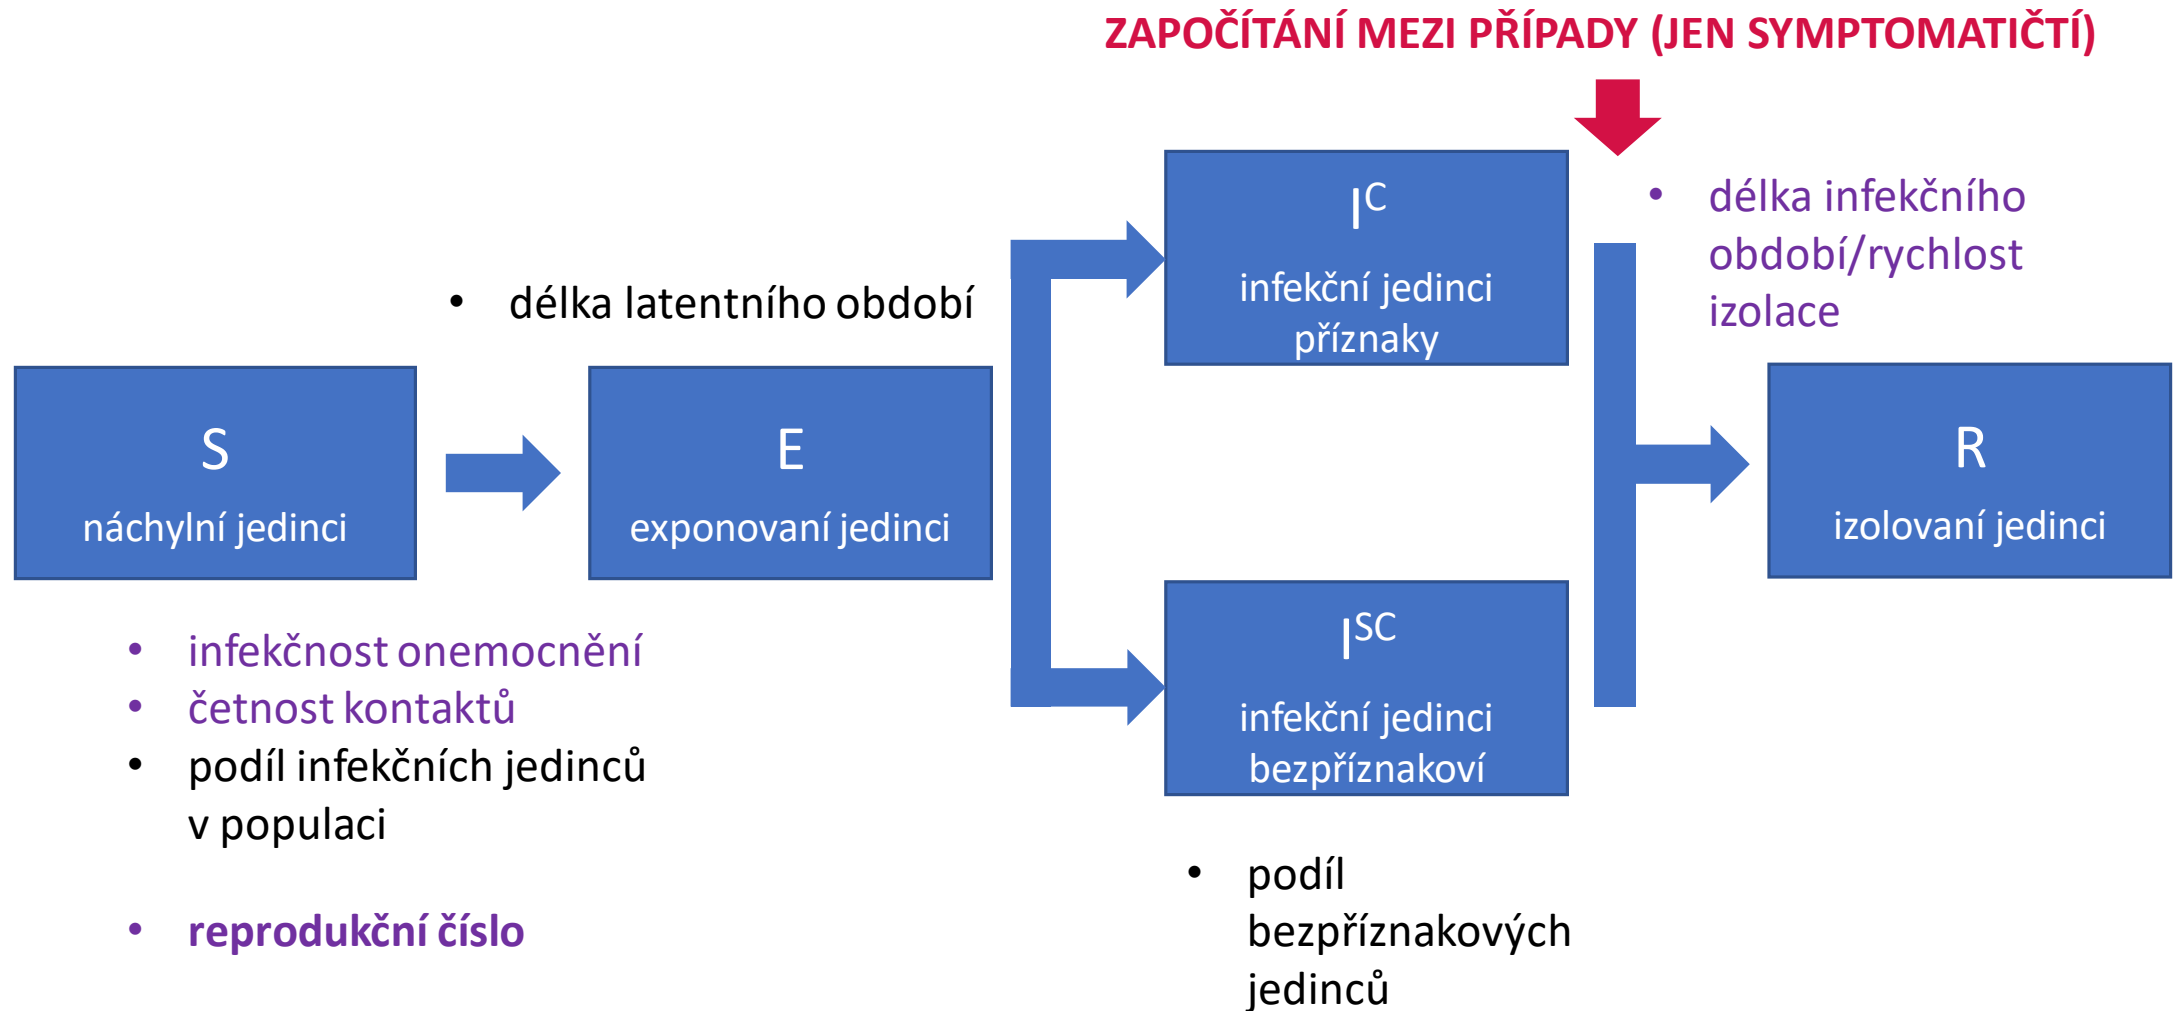 ZAPOČÍTÁNÍ MEZI PŘÍPADY (JEN SYMPTOMATIČTÍ)
• délka latentního období
S
náchylní jedinci
E
exponovaní jedinci
I^C
infekční jedinci
příznaky
I^SC
infekční jedinci
bezpříznakoví
• délka infekčního
období/rychlost
izolace
R
izolovaní jedinci
• infekčnost onemocnění
• četnost kontaktů
• podíl infekčních jedinců
v populaci
• reprodukční číslo
• podíl
bezpříznakových
jedinců